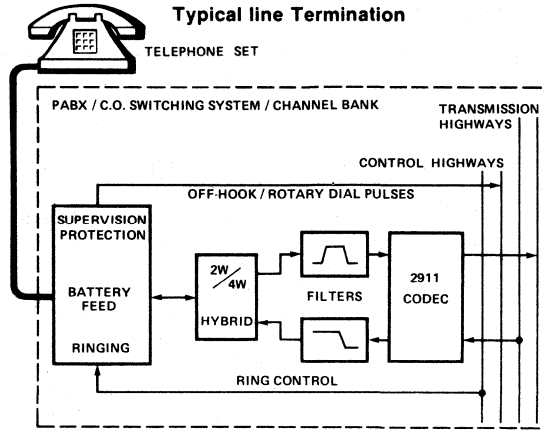 Typical line Termination
TELEPHONE SET
PABX / C.O. SWITCHING SYSTEM / CHANNEL BANK
TRANSMISSION
HIGHWAYS
CONTROL HIGHWAYS
OFF-HOOK / ROTARY DIAL PULSES
SUPERVISION
PROTECTION
BATTERY
FEED
RINGING
2W/4W
HYBRID
FILTERS
2911
CODEC
RING CONTROL